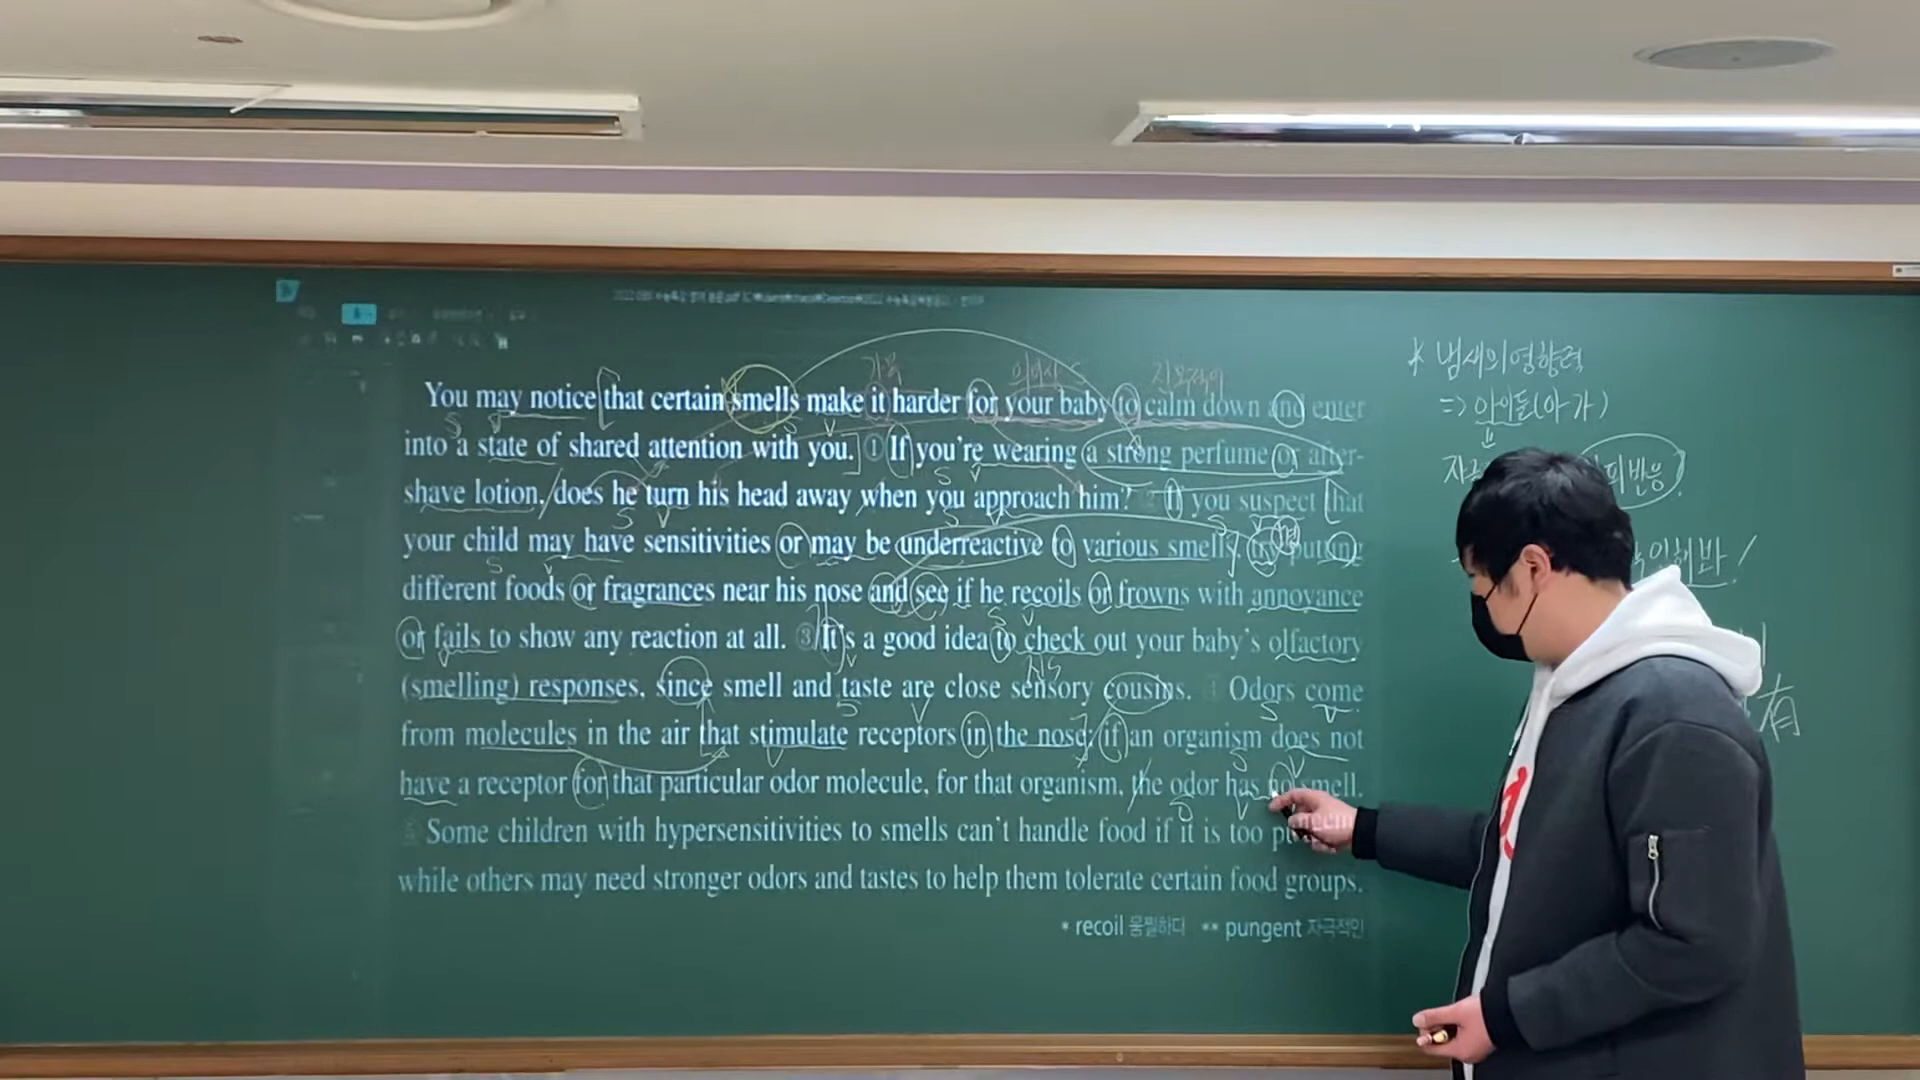 You may notice that certain smells make it harder for your baby to calm down and enter
into a state of shared attention with you. ① If you're wearing a strong perfume or after-
shave lotion, does he turn his head away when you approach him? ② If you suspect that
your child may have sensitivities or may be underreactive to various smells, try putting
different foods or fragrances near his nose and see if he recoils or frowns with annoyance
or fails to show any reaction at all. ③ It's a good idea to check out your baby's olfactory
(smelling) responses, since smell and taste are close sensory cousins. ④ Odors come
from molecules in the air that stimulate receptors in the nose; if an organism does not
have a receptor for that particular odor molecule, for that organism, the odor has no smell.
⑤ Some children with hypersensitivities to smells can't handle food if it is too
while others may need stronger odors and tastes to help them tolerate certain food groups.
* recoil 움찔하다 ** pungent 자극적인
* 냄새의 영향력
=> 아이들(아가)
피반응
해봐!
有